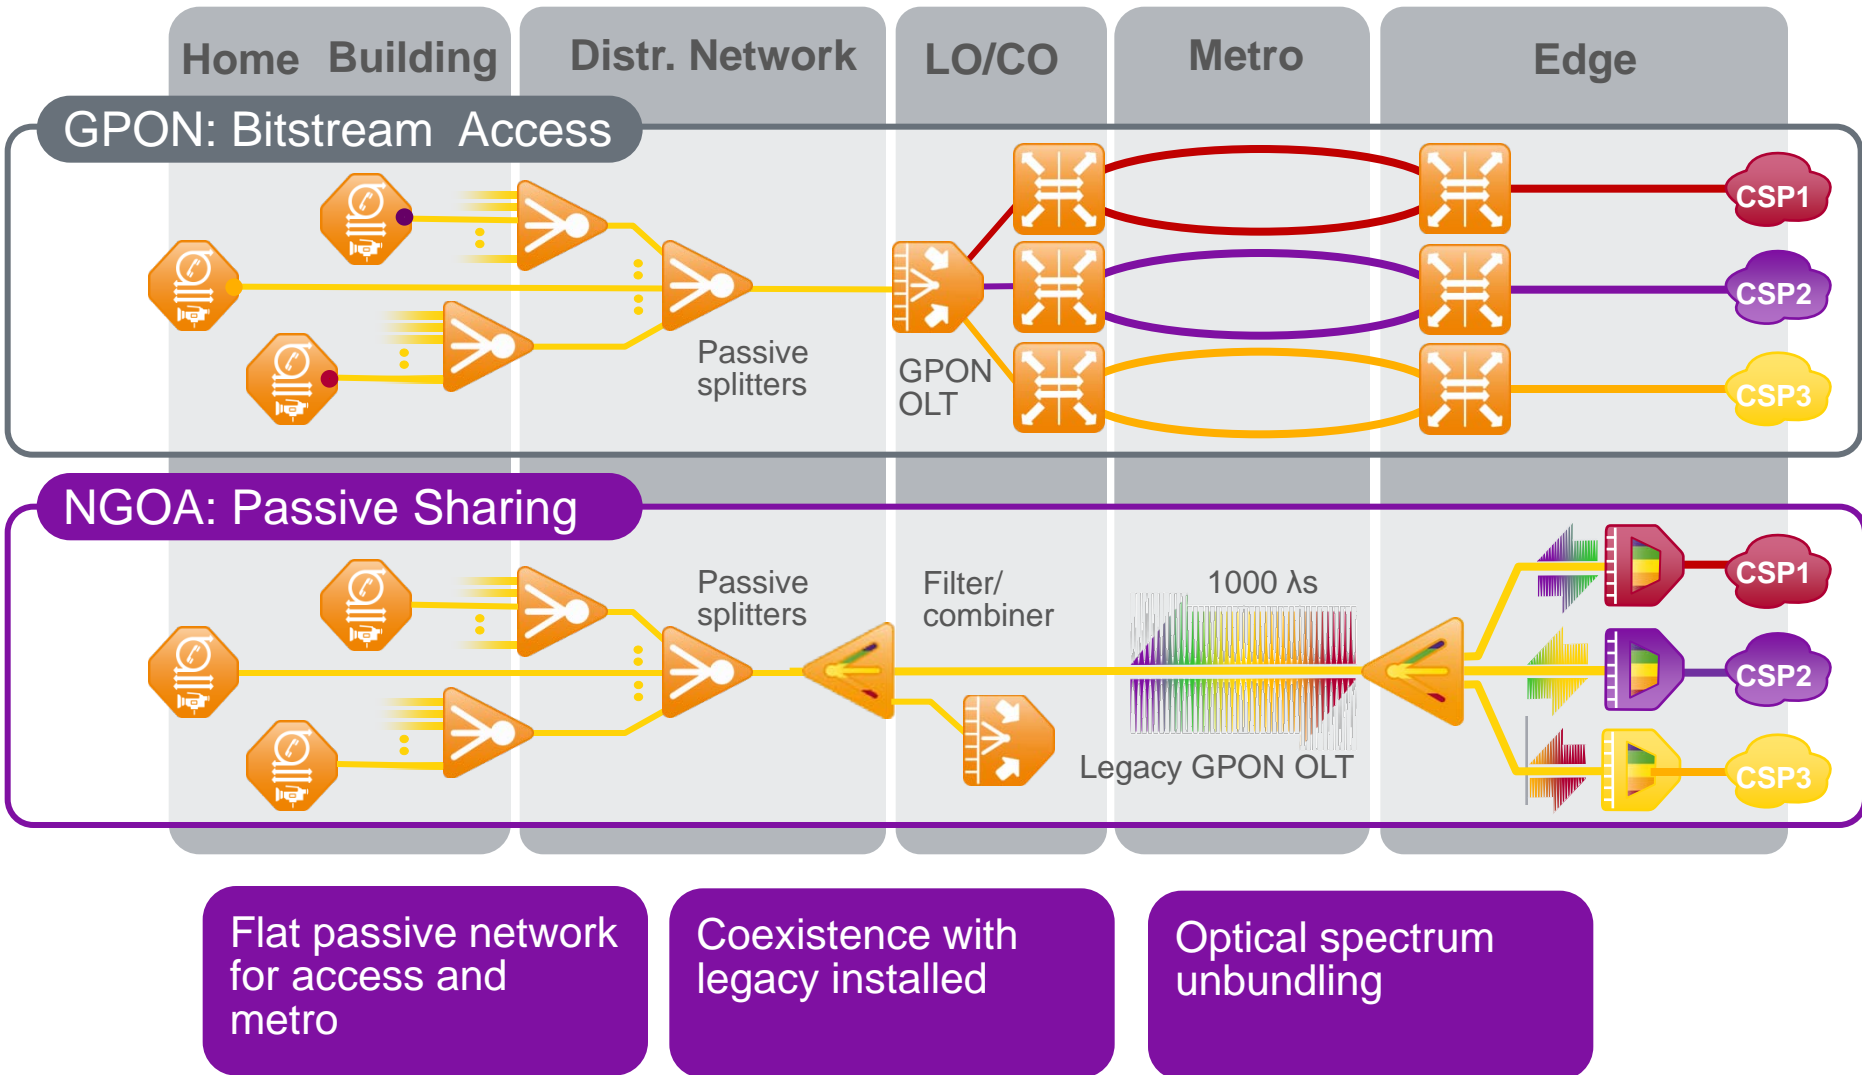 Home Building Distr. Network LO/CO Metro Edge
GPON: Bitstream Access
CSP1
CSP2
Passive
splitters
GPON
OLT
CSP3
NGOA: Passive Sharing
Passive
splitters
Filter/
combiner
1000 λs
CSP1
CSP2
Legacy GPON OLT
CSP3
Flat passive network
for access and
metro
Coexistence with
legacy installed
Optical spectrum
unbundling